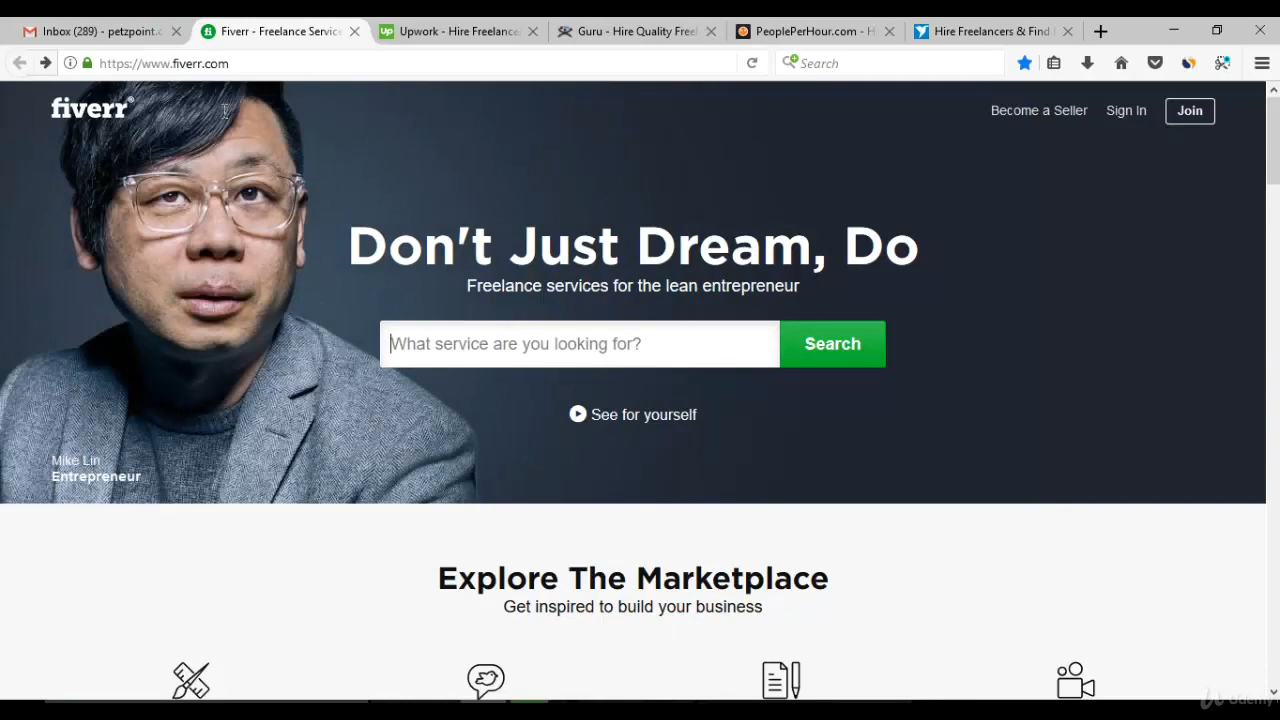 Inbox (289) - petzpoint.c
Fiverr - Freelance Service
Upwork - Hire Freelance
Guru - Hire Quality Free
PeoplePerHour.com - H
Hire Freelancers & Find
https://www.fiverr.com
Search
fiverr®
Become a Seller
Sign In
Join
Don't Just Dream, Do
Freelance services for the lean entrepreneur
What service are you looking for?
Search
See for yourself
Mike Lin
Entrepreneur
Explore The Marketplace
Get inspired to build your business
Udemy